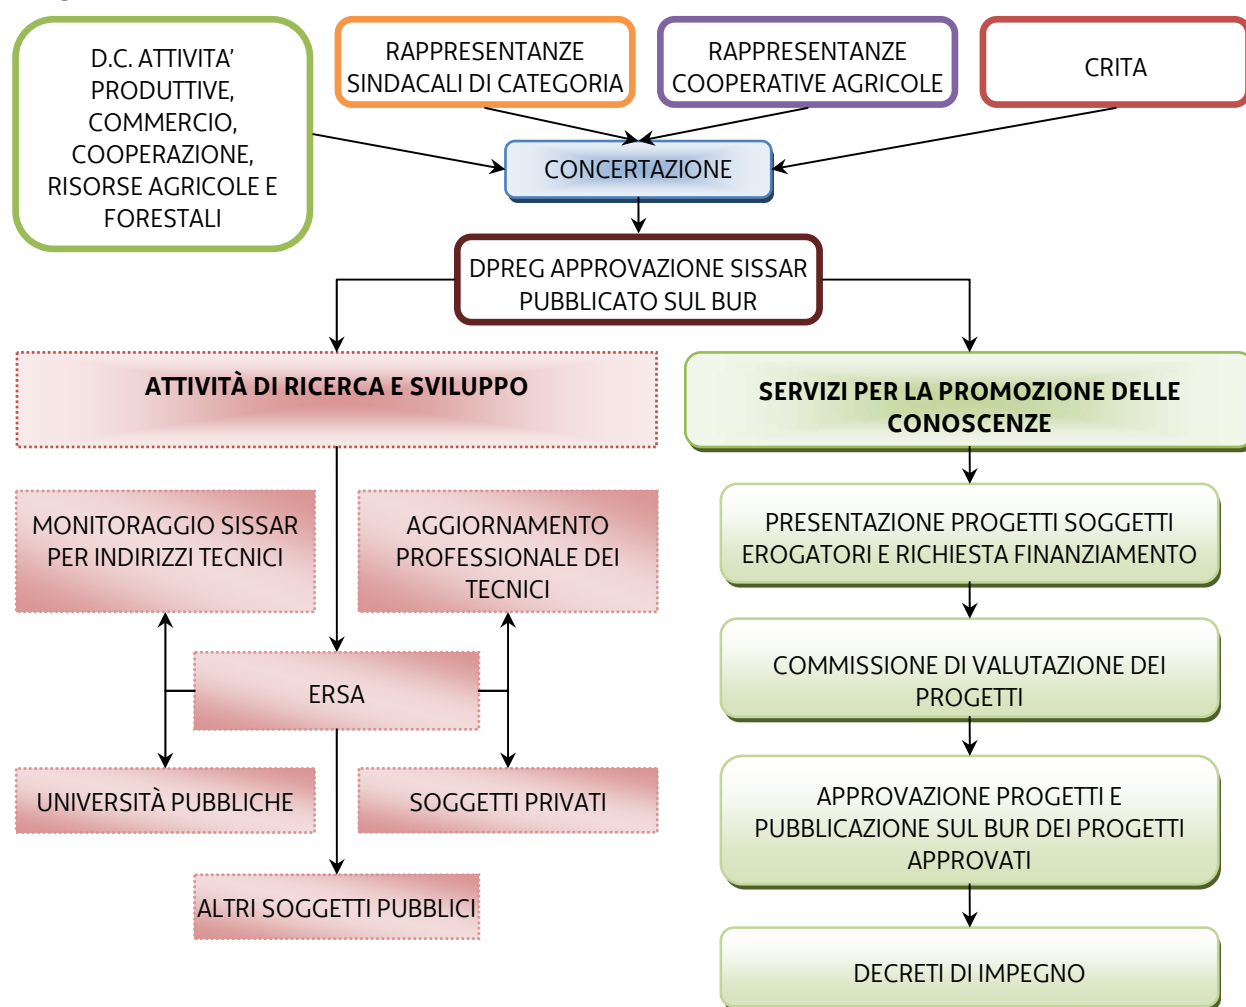 D.C. ATTIVITA’
PRODUTTIVE,
COMMERCIO,
COOPERAZIONE,
RISORSE AGRICOLE E
FORESTALI
RAPPRESENTANZE
SINDACALI DI CATEGORIA
RAPPRESENTANZE
COOPERATIVE AGRICOLE
CRITA
CONCERTAZIONE
DPREG APPROVAZIONE SISSAR
PUBBLICATO SUL BUR
ATTIVITÀ DI RICERCA E SVILUPPO
SERVIZI PER LA PROMOZIONE DELLE
CONOSCENZE
MONITORAGGIO SISSAR
PER INDIRIZZI TECNICI
AGGIORNAMENTO
PROFESSIONALE DEI
TECNICI
ERSA
UNIVERSITÀ PUBBLICHE
SOGGETTI PRIVATI
ALTRI SOGGETTI PUBBLICI
PRESENTAZIONE PROGETTI SOGGETTI
EROGATORI E RICHIESTA FINANZIAMENTO
COMMISSIONE DI VALUTAZIONE DEI
PROGETTI
APPROVAZIONE PROGETTI E
PUBBLICAZIONE SUL BUR DEI PROGETTI
APPROVATI
DECRETI DI IMPEGNO